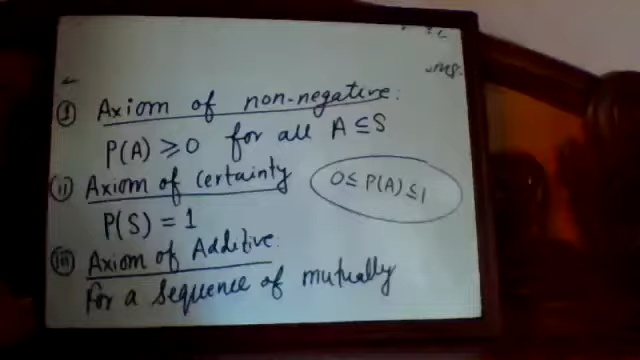 (i) Axiom of non-negative.
P(A) ≥ 0 for all A ⊆ S
(ii) Axiom of certainty
0 ≤ P(A) ≤ 1
P(S) = 1
(iii) Axiom of Additive.
For a sequence of mutually